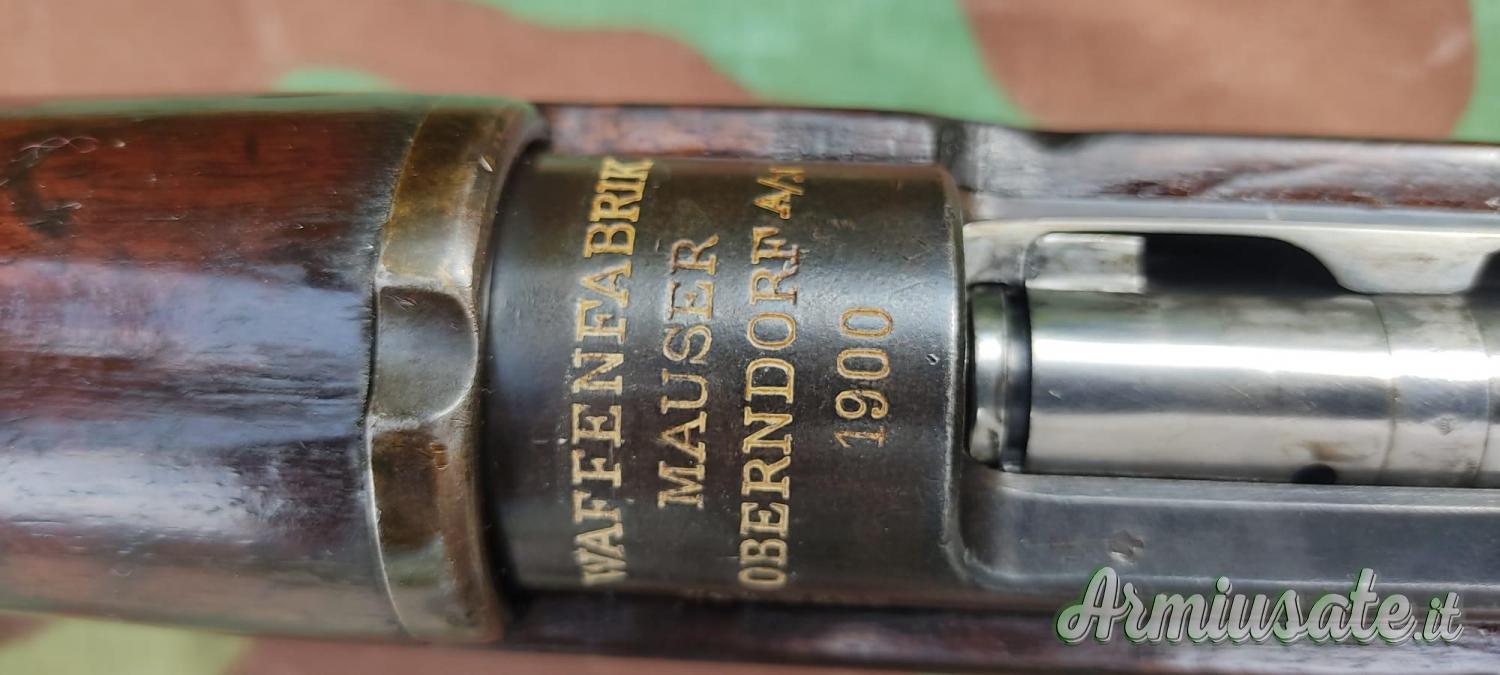 WAFFENFABRIK
MAUSER
OBERNDORF A/N
1900
Armiusate.it